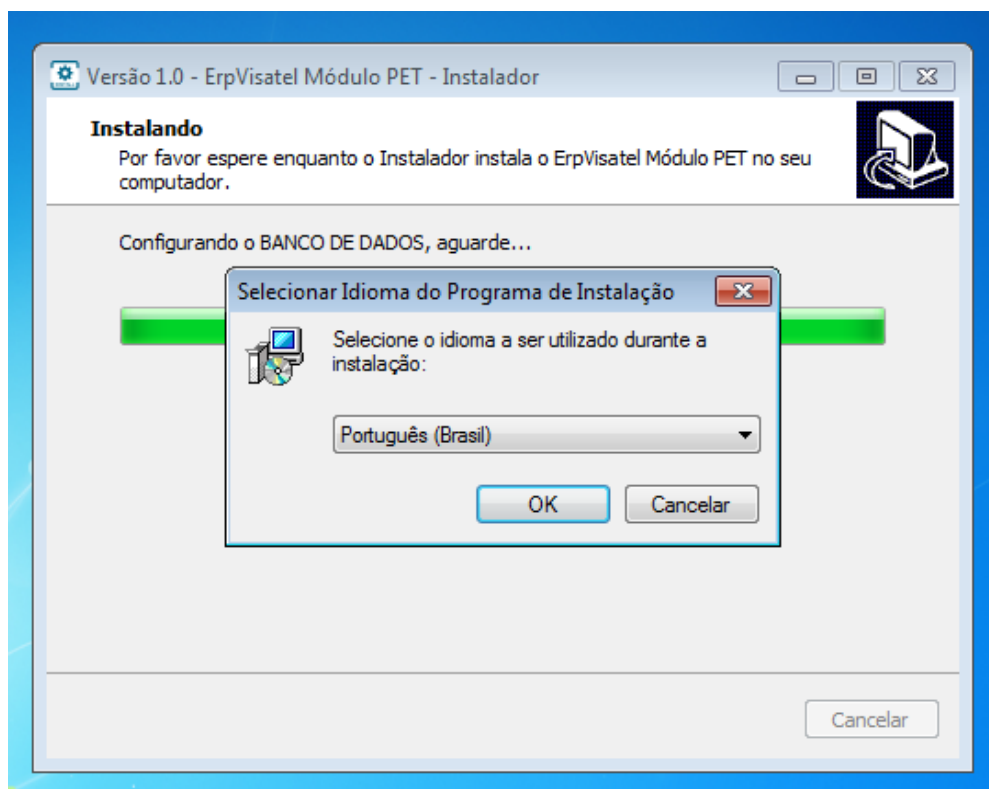 Versão 1.0 - ErpVisatel Módulo PET - Instalador
Instalando
Por favor espere enquanto o Instalador instala o ErpVisatel Módulo PET no seu
computador.
Configurando o BANCO DE DADOS, aguarde...
Selecionar Idioma do Programa de Instalação
Selecione o idioma a ser utilizado durante a
instalação:
Português (Brasil)
OK
Cancelar
Cancelar